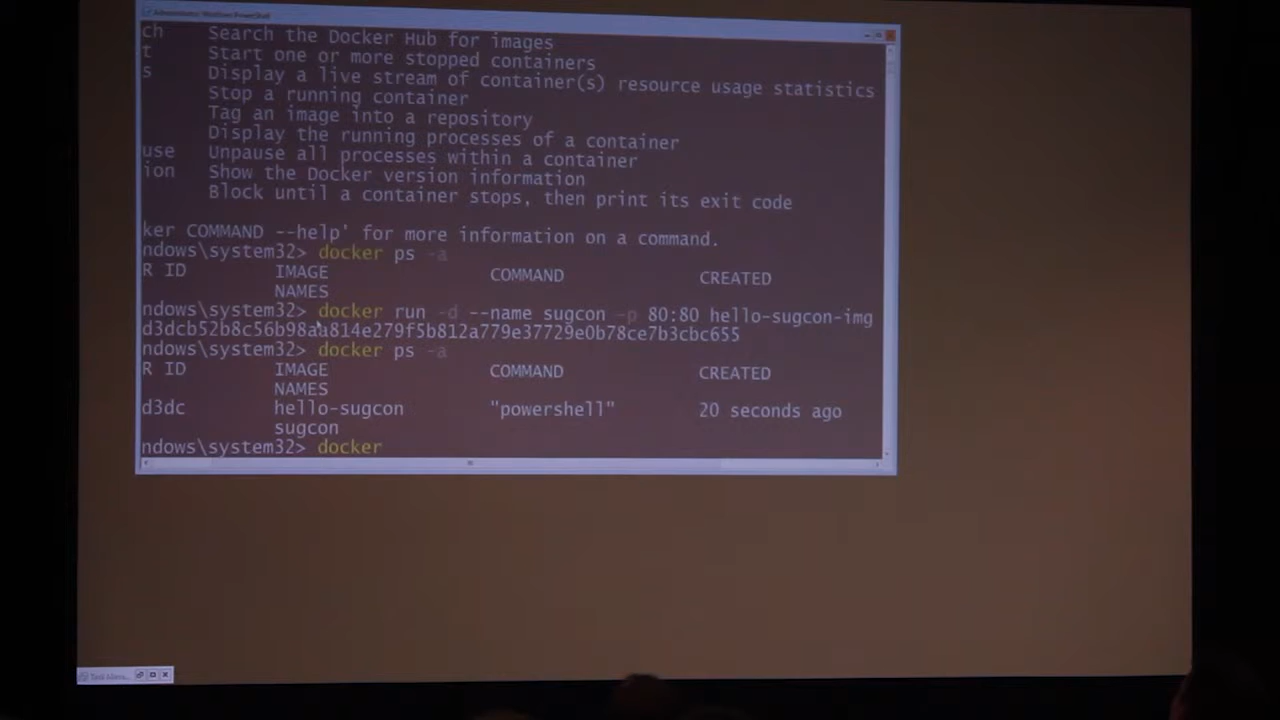 Administrator: Windows PowerShell
ch Search the Docker Hub for images
t Start one or more stopped containers
s Display a live stream of container(s) resource usage statistics
Stop a running container
Tag an image into a repository
Display the running processes of a container
use Unpause all processes within a container
ion Show the Docker version information
Block until a container stops, then print its exit code
ker COMMAND --help' for more information on a command.
ndows\system32> docker ps -a
R ID IMAGE COMMAND CREATED
NAMES
ndows\system32> docker run -d --name sugcon -p 80:80 hello-sugcon-img
d3dcb52b8c56b98aa814e279f5b812a779e37729e0b78ce7b3cbc655
ndows\system32> docker ps -a
R ID IMAGE COMMAND CREATED
NAMES
d3dc hello-sugcon "powershell" 20 seconds ago
sugcon
ndows\system32> docker